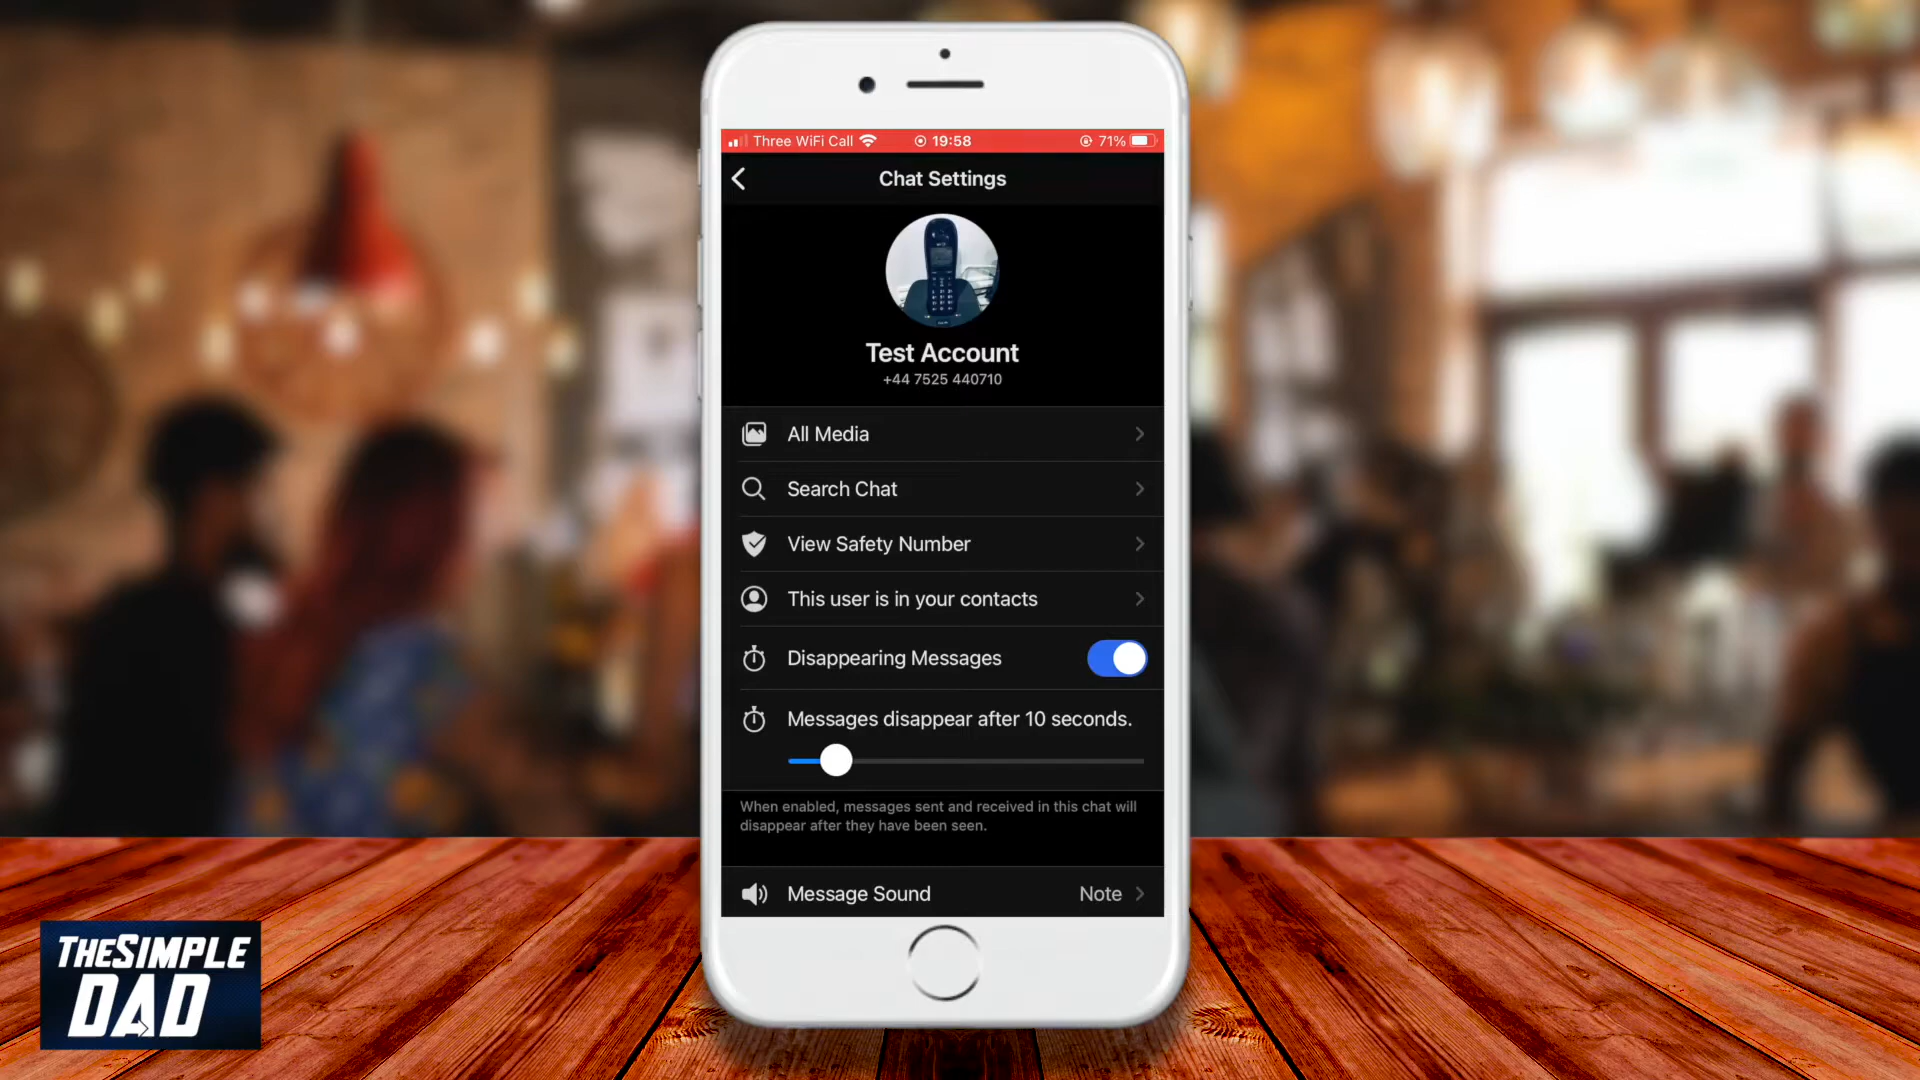 Three WiFi Call 19:58 71%
Chat Settings
Test Account
+44 7525 440710
All Media
Search Chat
View Safety Number
This user is in your contacts
Disappearing Messages
Messages disappear after 10 seconds.
When enabled, messages sent and received in this chat will
disappear after they have been seen.
Message Sound Note
THESIMPLE
DAD